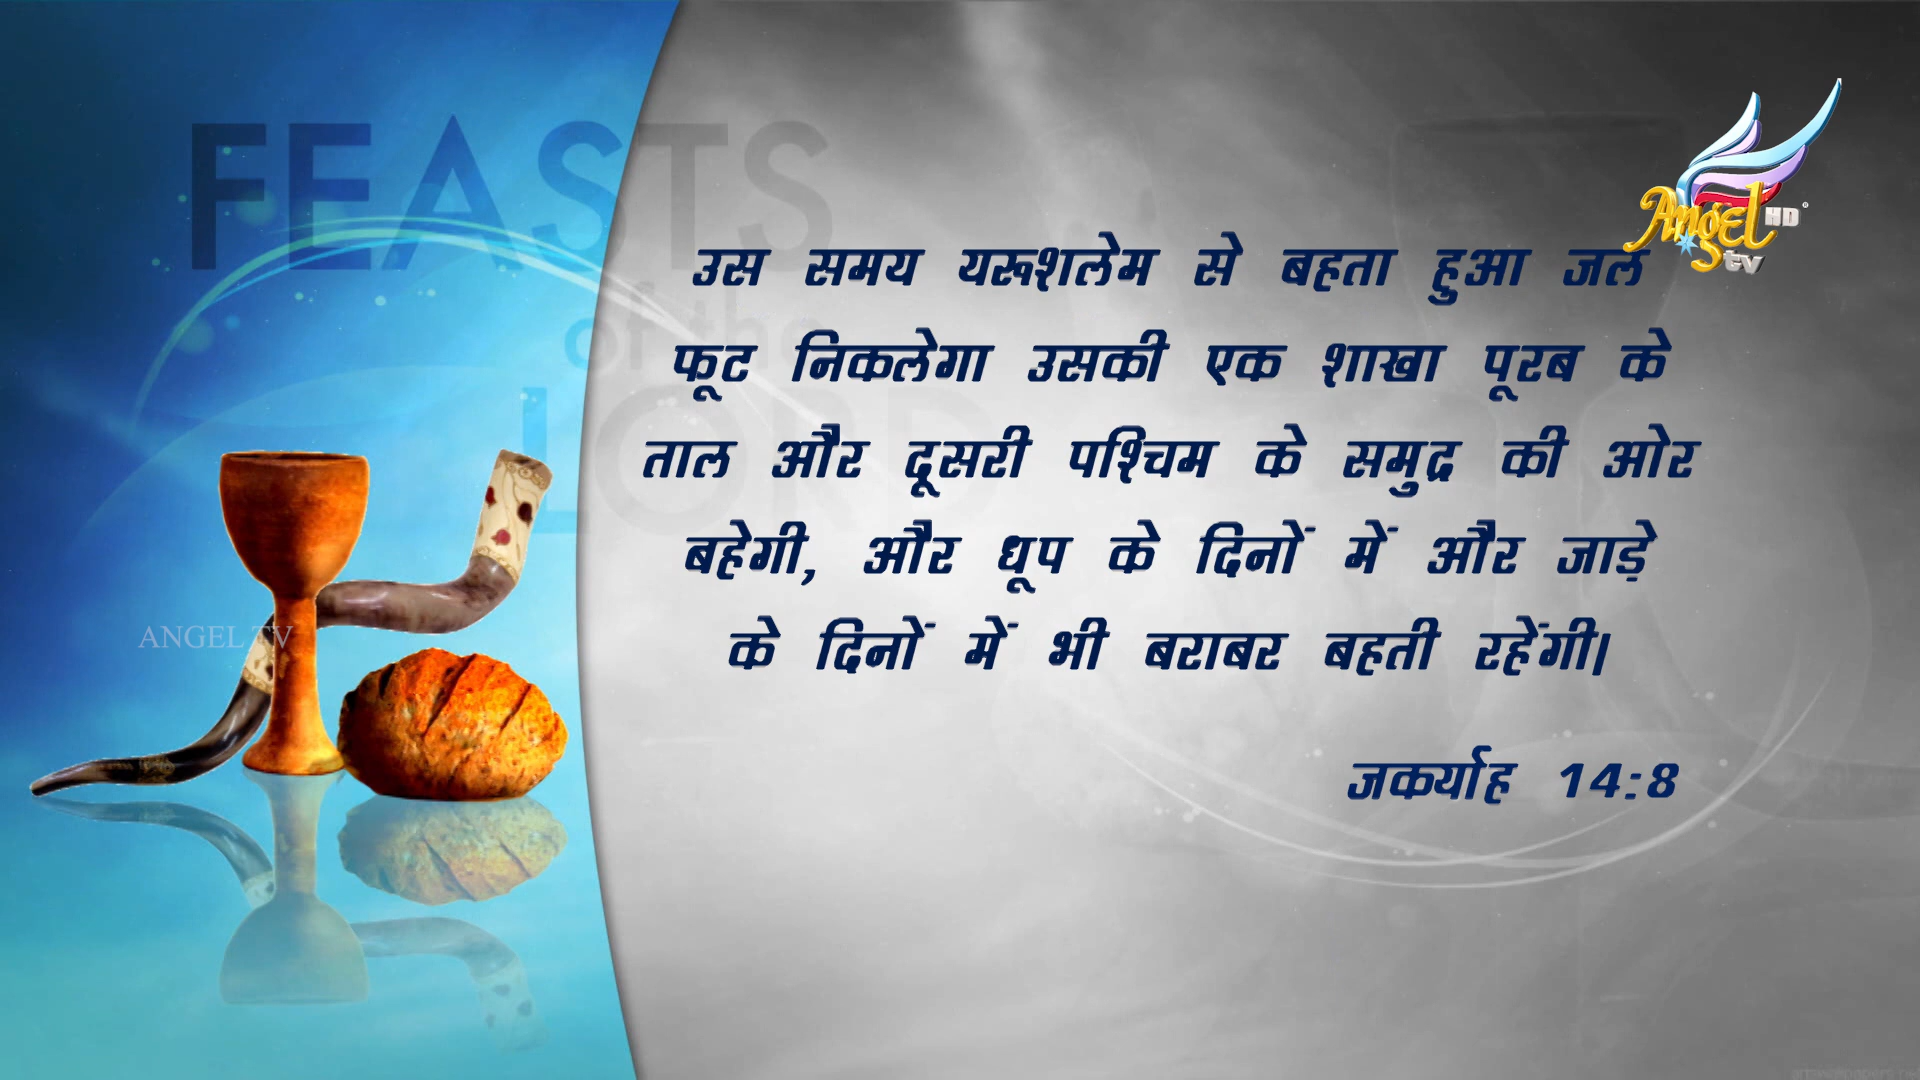 FEASTS
of the
LORD
Angel HD
tv
उस समय यरूशलेम से बहता हुआ जल
फूट निकलेगा उसकी एक शाखा पूरब के
ताल और दूसरी पश्चिम के समुद्र की ओर
बहेगी, और धूप के दिनों में और जाड़े
के दिनों में भी बराबर बहती रहेंगी।
जकर्याह 14:8
ANGEL TV